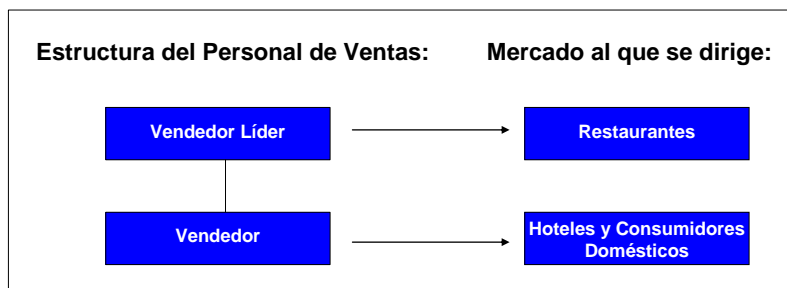 Estructura del Personal de Ventas:
Mercado al que se dirige:
Vendedor Líder
Restaurantes
Vendedor
Hoteles y Consumidores
Domésticos